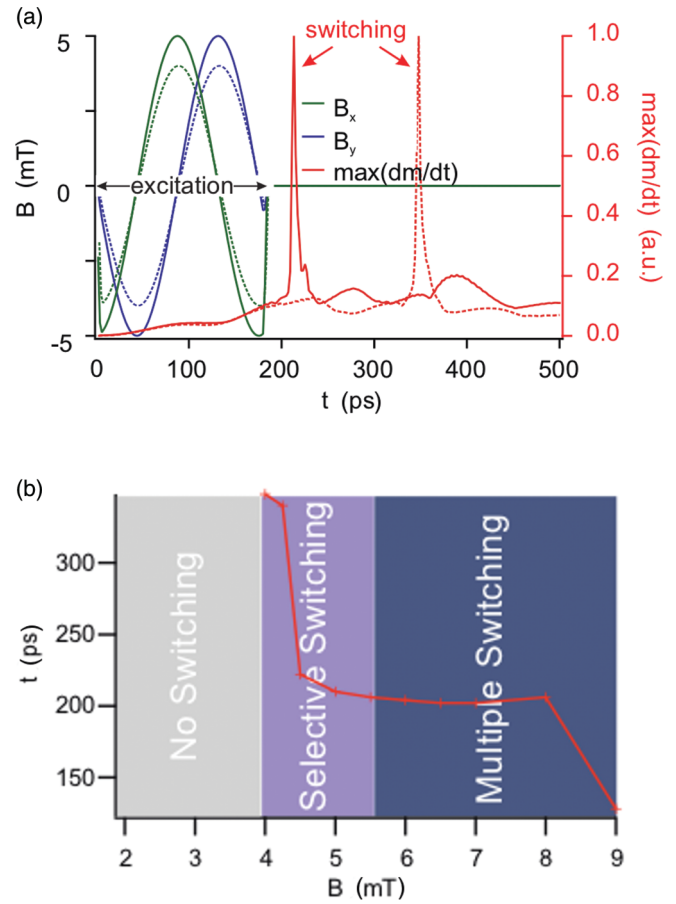 (a)
switching
5
0
-5
B (mT)
excitation
Bx
By
max(dm/dt)
1.0
0.8
0.6
0.4
0.2
0.0
max(dm/dt) (a.u.)
0 100 200 300 400 500
t (ps)
(b)
300
250
200
150
t (ps)
No Switching
Selective Switching
Multiple Switching
2 3 4 5 6 7 8 9
B (mT)